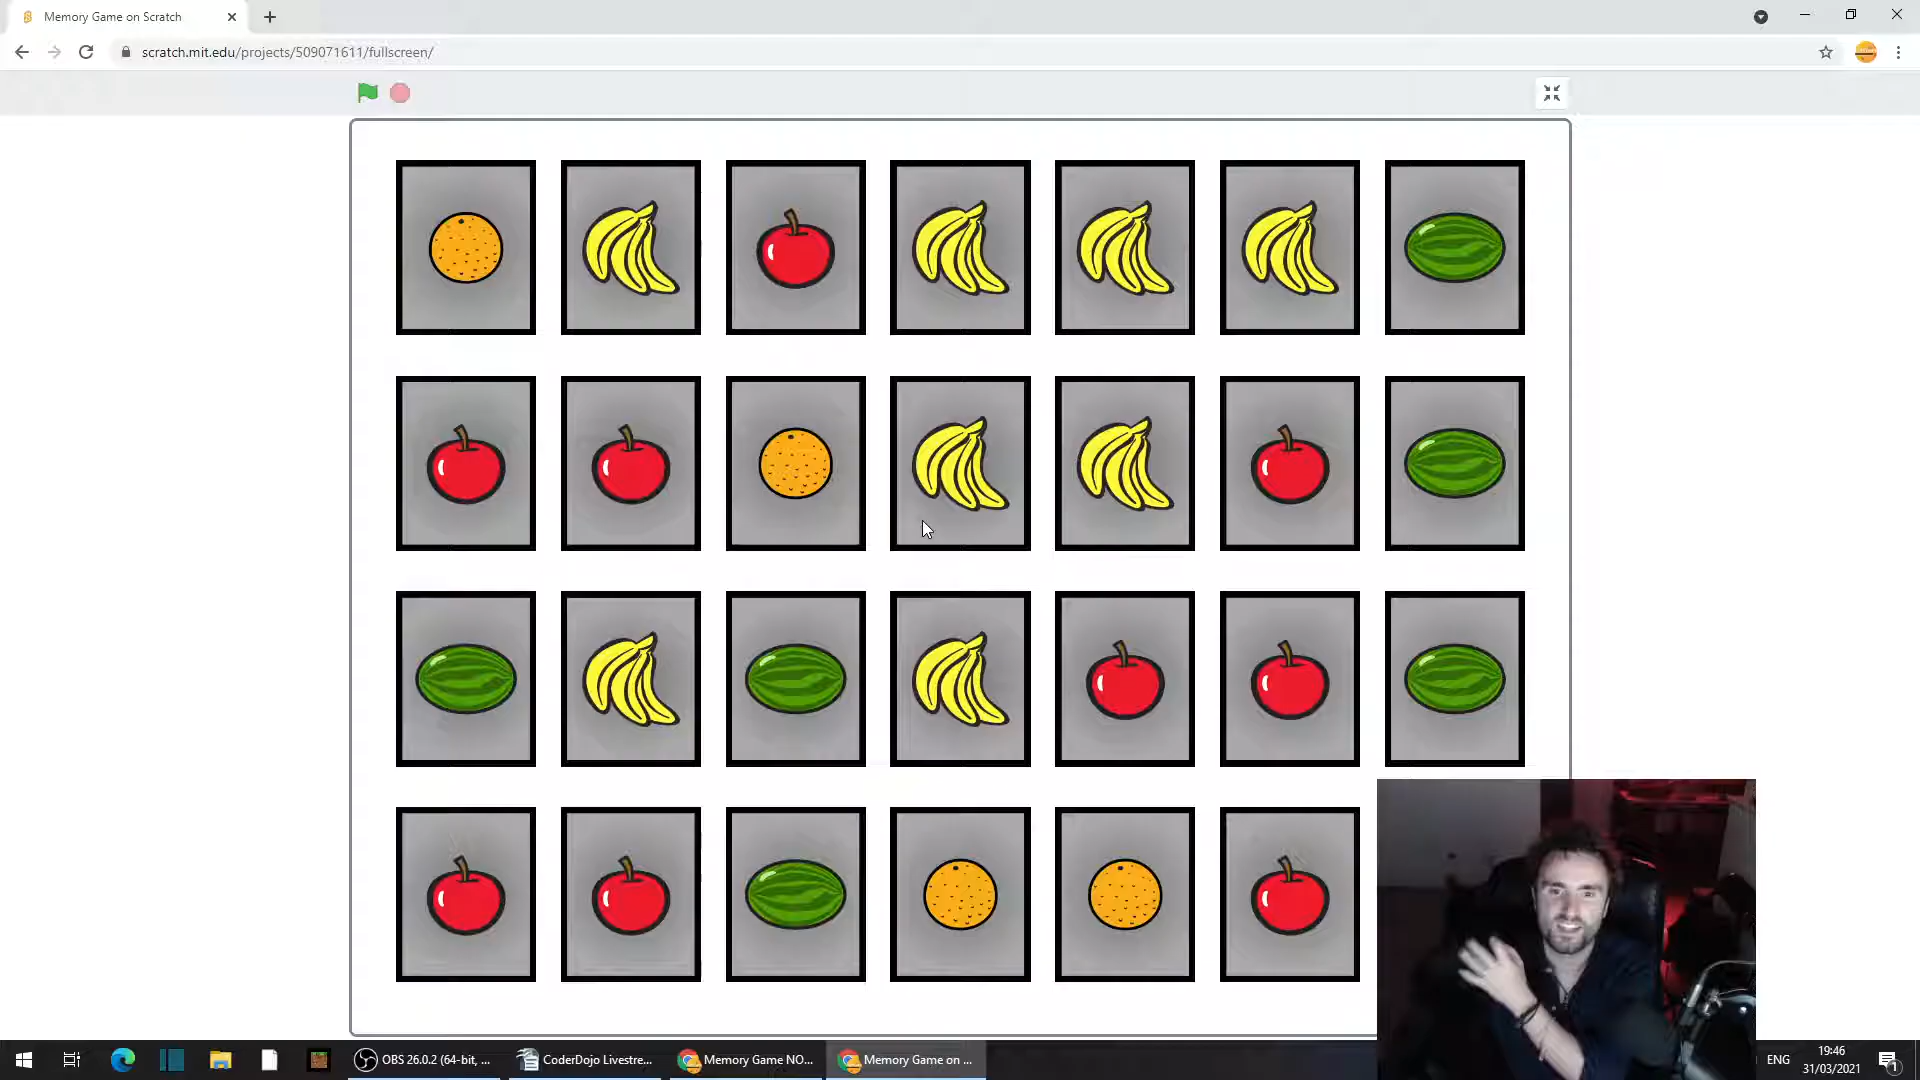 Memory Game on Scratch
scratch.mit.edu/projects/509071611/fullscreen/
OBS 26.0.2 (64-bit, ...
CoderDojo Livestre...
Memory Game NO...
Memory Game on ...
ENG
19:46
31/03/2021
1